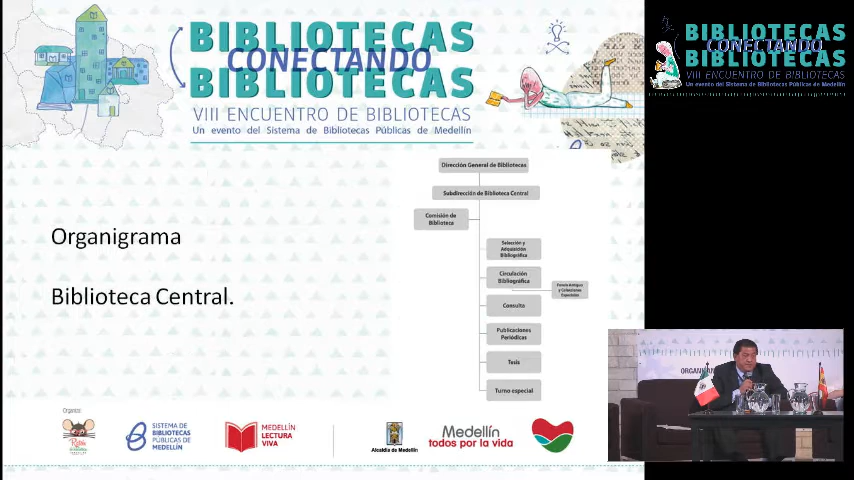 BIBLIOTECAS
CONECTANDO
BIBLIOTECAS
VIII ENCUENTRO DE BIBLIOTECAS
Un evento del Sistema de Bibliotecas Públicas de Medellín
BIBLIOTECAS
CONECTANDO
BIBLIOTECAS
VIII ENCUENTRO DE BIBLIOTECAS
Un evento del Sistema de Bibliotecas Públicas de Medellín
Organigrama
Biblioteca Central.
Dirección General de Bibliotecas
Subdirección de Biblioteca Central
Comisión de
Biblioteca
Selección y
Adquisición
Bibliográfica
Circulación
Bibliográfica
Fondo Antiguo
y Colecciones
Especiales
Consulta
Publicaciones
Periódicas
Tesis
Turno especial
SISTEMA DE
BIBLIOTECAS
PÚBLICAS DE
MEDELLÍN
MEDELLÍN
LECTURA
VIVA
Alcaldía de Medellín
Medellín
todos por la vida